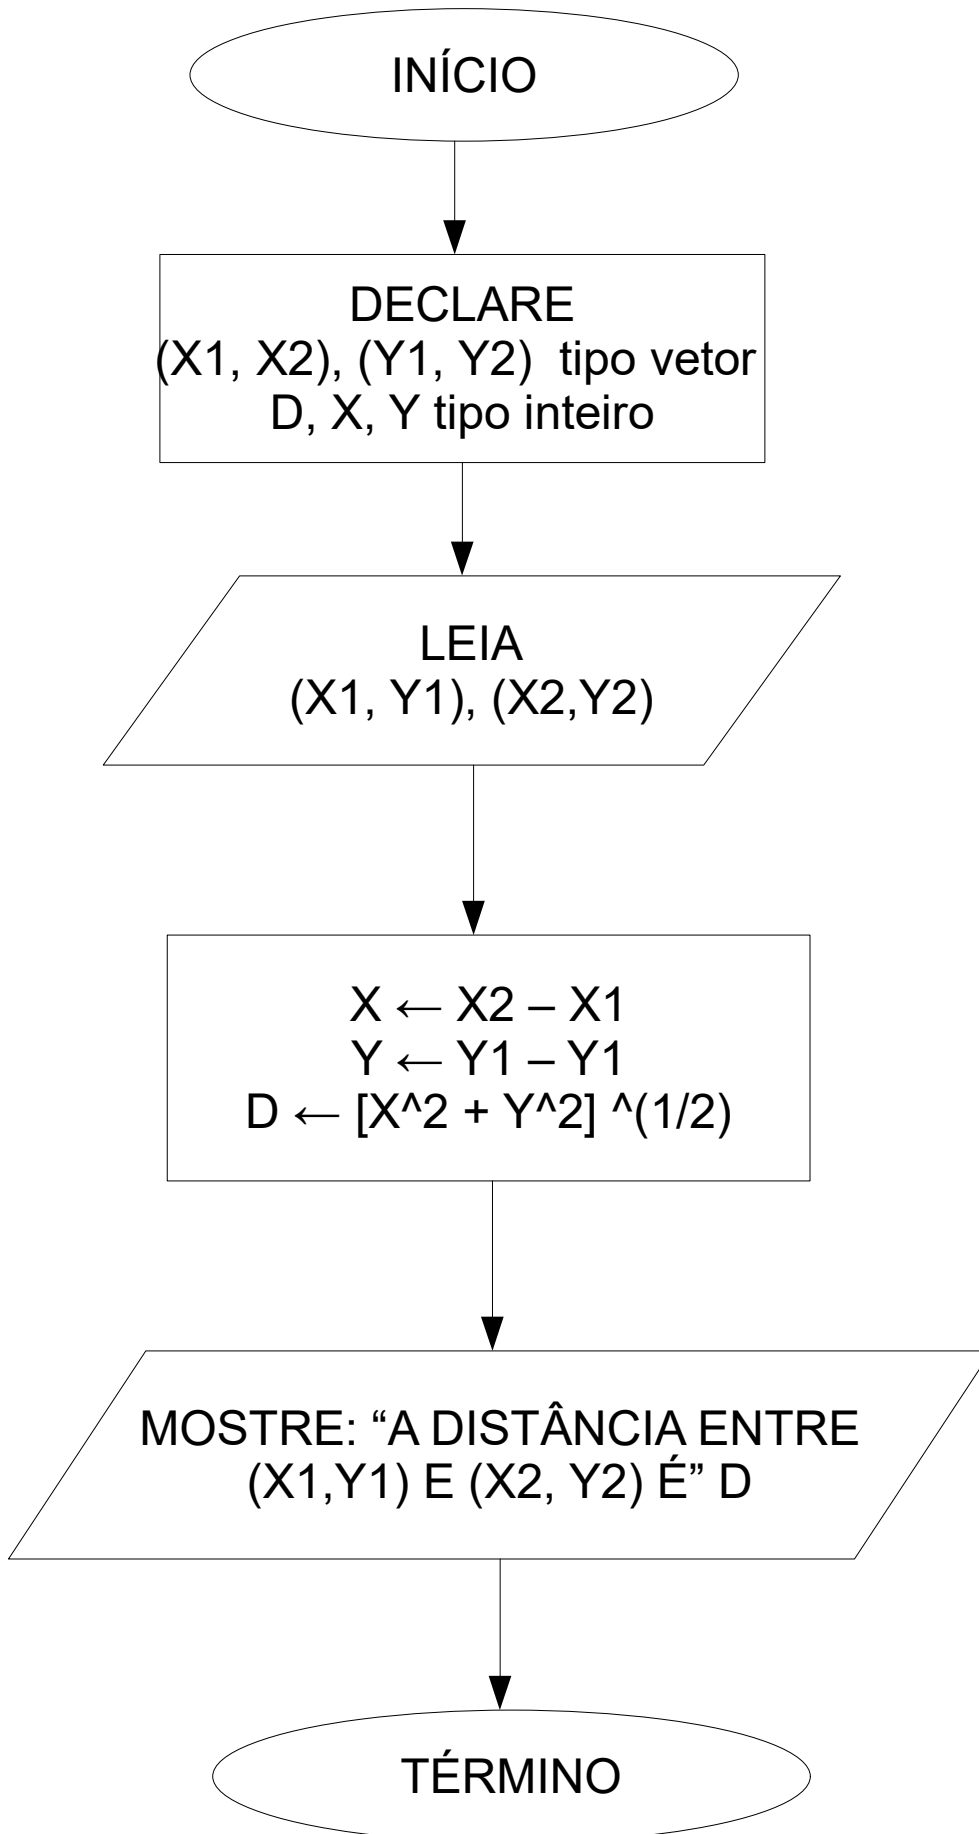 INÍCIO
DECLARE
(X1, X2), (Y1, Y2)  tipo vetor
D, X, Y tipo inteiro
LEIA
(X1, Y1), (X2,Y2)
X ← X2 – X1
Y ← Y1 – Y1
D ← [X^2 + Y^2] ^(1/2)
MOSTRE: “A DISTÂNCIA ENTRE
(X1,Y1) E (X2, Y2) É” D
TÉRMINO